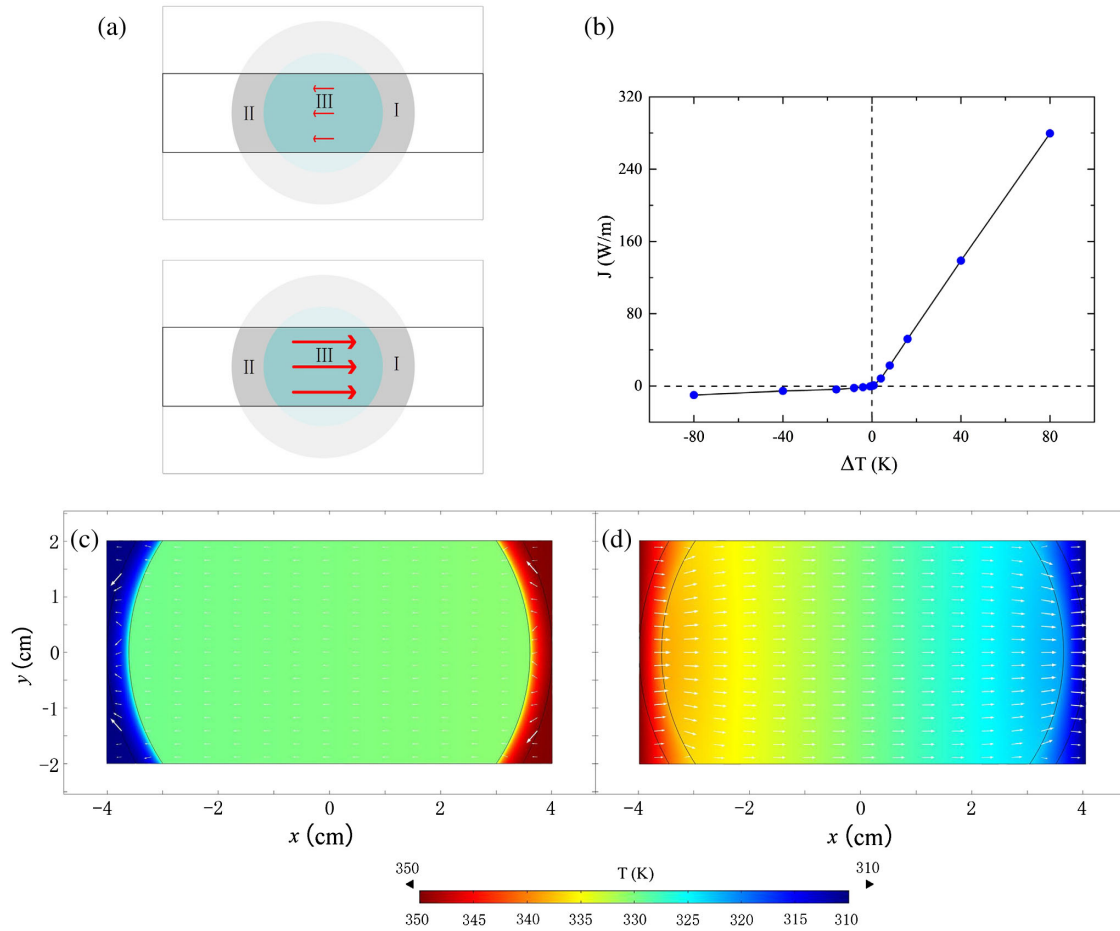 (a)
II
III
I
II
III
I
(b)
J (W/m)
320
240
160
80
0
-80
-40
0
40
80
ΔT (K)
(c)
y (cm)
2
1
0
-1
-2
−4
−2
0
2
4
x (cm)
(d)
−4
−2
0
2
4
x (cm)
350
T (K)
310
350
345
340
335
330
325
320
315
310